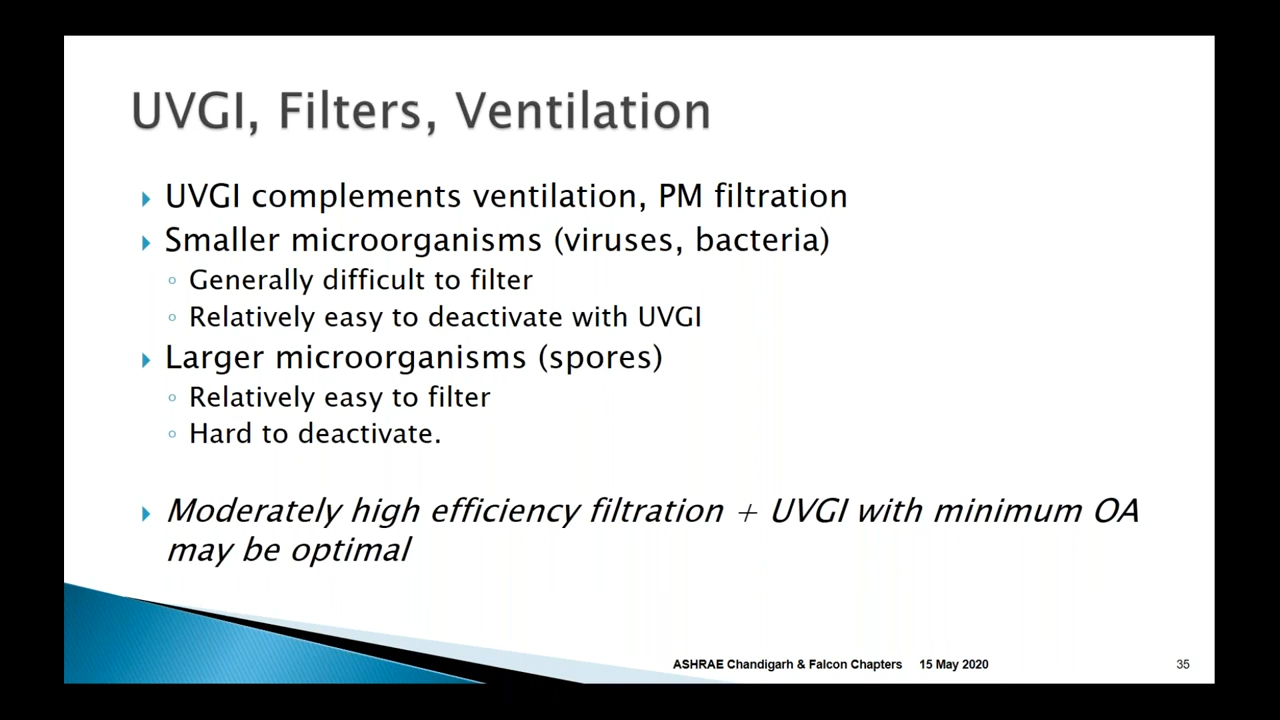 UVGI, Filters, Ventilation
UVGI complements ventilation, PM filtration
Smaller microorganisms (viruses, bacteria)
Generally difficult to filter
Relatively easy to deactivate with UVGI
Larger microorganisms (spores)
Relatively easy to filter
Hard to deactivate.
Moderately high efficiency filtration + UVGI with minimum OA
may be optimal
ASHRAE Chandigarh & Falcon Chapters 15 May 2020 35